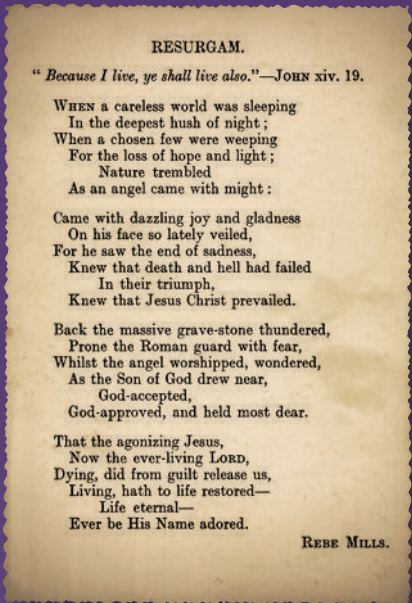 RESURGAM.
“ Because I live, ye shall live also.”—JOHN xiv. 19.
WHEN a careless world was sleeping
In the deepest hush of night ;
When a chosen few were weeping
For the loss of hope and light ;
Nature trembled
As an angel came with might :
Came with dazzling joy and gladness
On his face so lately veiled,
For he saw the end of sadness,
Knew that death and hell had failed
In their triumph,
Knew that Jesus Christ prevailed.
Back the massive grave-stone thundered,
Prone the Roman guard with fear,
Whilst the angel worshipped, wondered,
As the Son of God drew near,
God-accepted,
God-approved, and held most dear.
That the agonizing Jesus,
Now the ever-living LORD,
Dying, did from guilt release us,
Living, hath to life restored—
Life eternal—
Ever be His Name adored.
REBE MILLS.